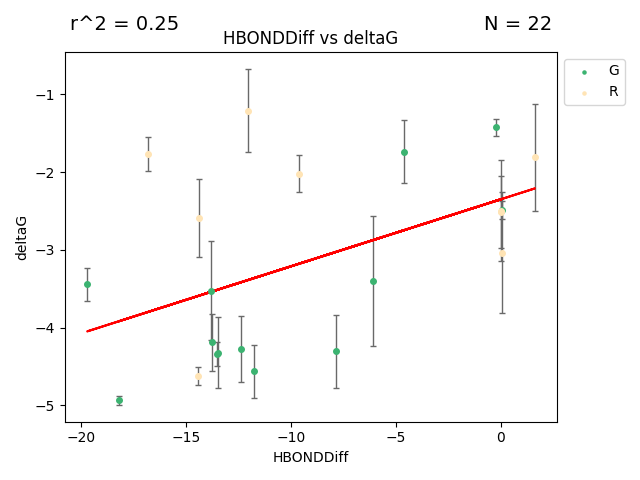 r^2 = 0.25
N = 22
HBONDDiff vs deltaG
G
R
−1
−2
−3
−4
−5
deltaG
−20
−15
−10
−5
0
HBONDDiff